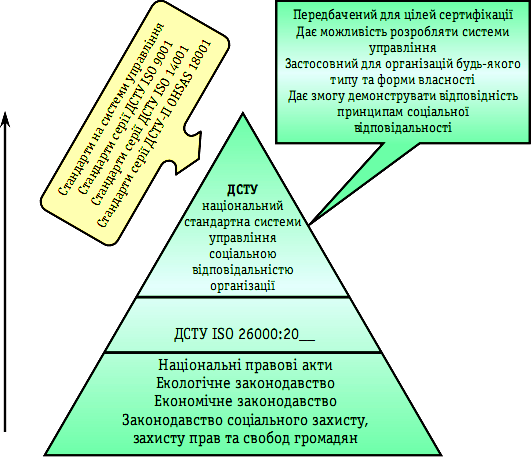 Стандарти на системи управління
Стандарти серії ДСТУ ISO 9001
Стандарти серії ДСТУ ISO 14001
Стандарти серії ДСТУ-П OHSAS 18001
Передбачений для цілей сертифікації
Дає можливість розробляти системи
управління
Застосовний для організацій будь-якого
типу та форми власності
Дає змогу демонструвати відповідність
принципам соціальної
відповідальності
ДСТУ
національний
стандартна системи
управління
соціальною
відповідальністю
організації
ДСТУ ISO 26000:20__
Національні правові акти
Екологічне законодавство
Економічне законодавство
Законодавство соціального захисту,
захисту прав та свобод громадян